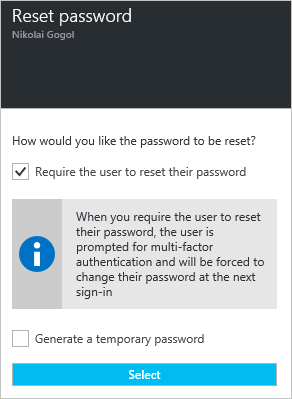 Reset password
Nikolai Gogol
How would you like the password to be reset?
Require the user to reset their password
When you require the user to reset
their password, the user is
prompted for multi-factor
authentication and will be forced to
change their password at the next
sign-in
Generate a temporary password
Select